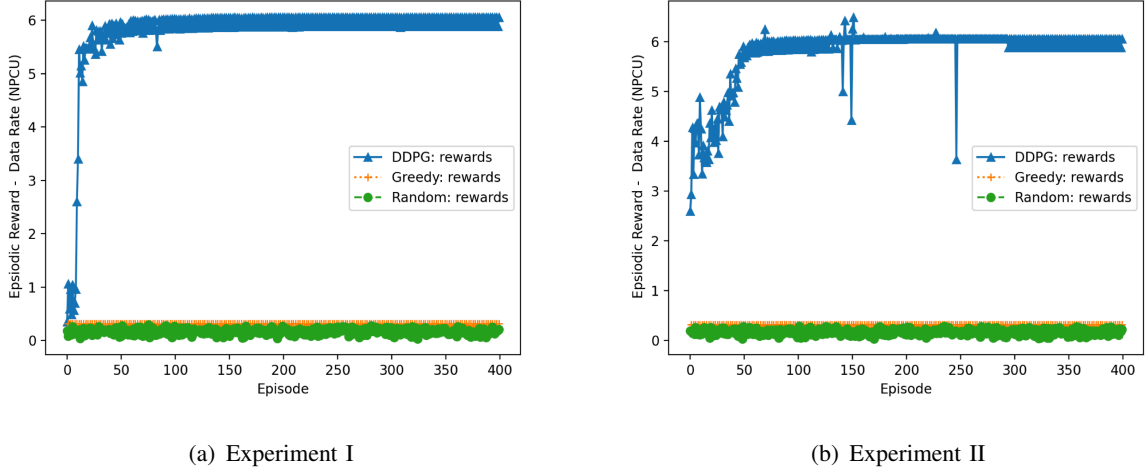 Epsiodic Reward - Data Rate (NPCU)
6
5
4
3
2
1
0
DDPG: rewards
Greedy: rewards
Random: rewards
0 50 100 150 200 250 300 350 400
Episode
(a) Experiment I
Epsiodic Reward - Data Rate (NPCU)
6
5
4
3
2
1
0
DDPG: rewards
Greedy: rewards
Random: rewards
0 50 100 150 200 250 300 350 400
Episode
(b) Experiment II